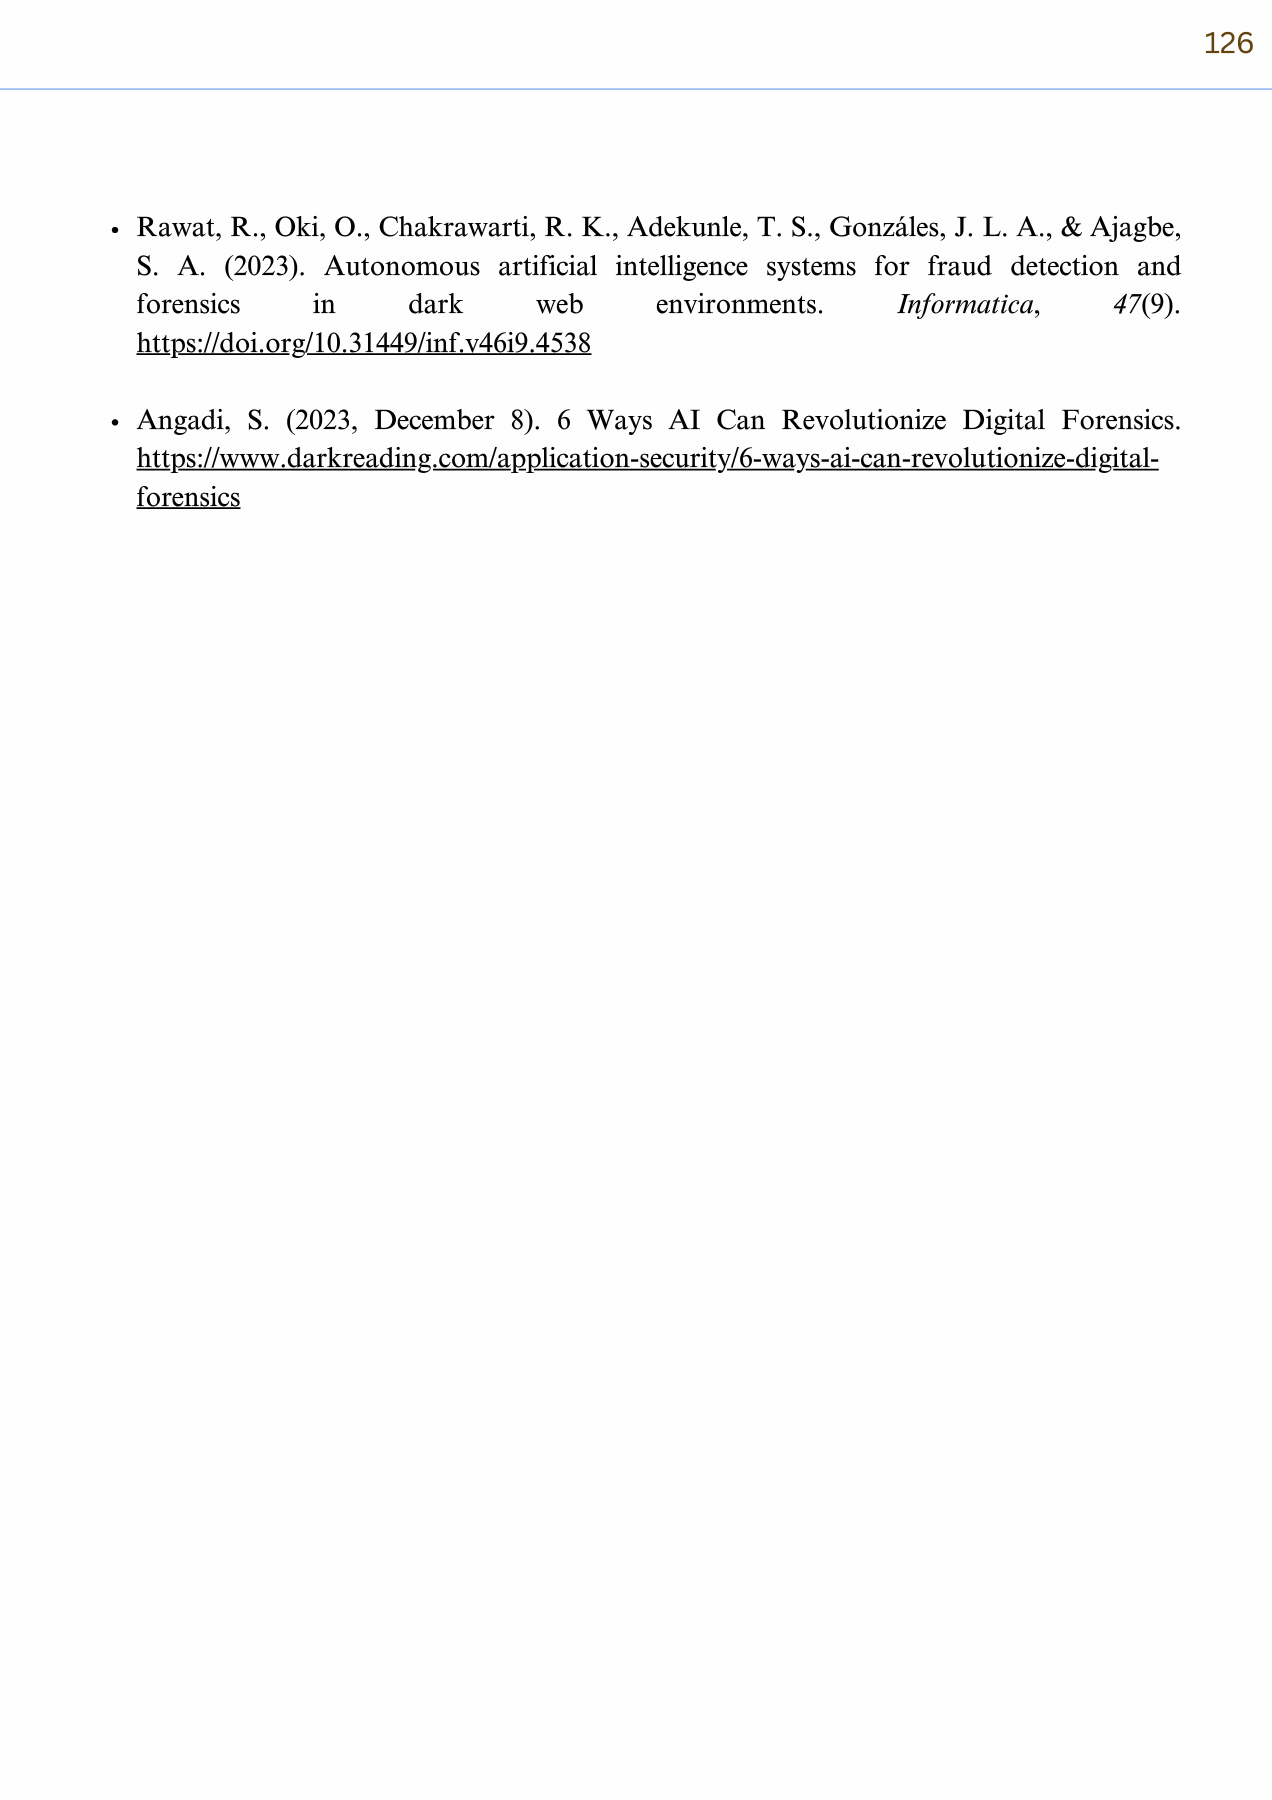 126
• Rawat, R., Oki, O., Chakrawarti, R. K., Adekunle, T. S., Gonzáles, J. L. A., & Ajagbe,
S. A. (2023). Autonomous artificial intelligence systems for fraud detection and
forensics in dark web environments. Informatica, 47(9).
https://doi.org/10.31449/inf.v46i9.4538
• Angadi, S. (2023, December 8). 6 Ways AI Can Revolutionize Digital Forensics.
https://www.darkreading.com/application-security/6-ways-ai-can-revolutionize-digital-
forensics